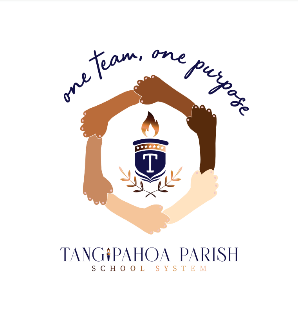 one team, one purpose
T
TANGIPAHOA PARISH
SCHOOL SYSTEM